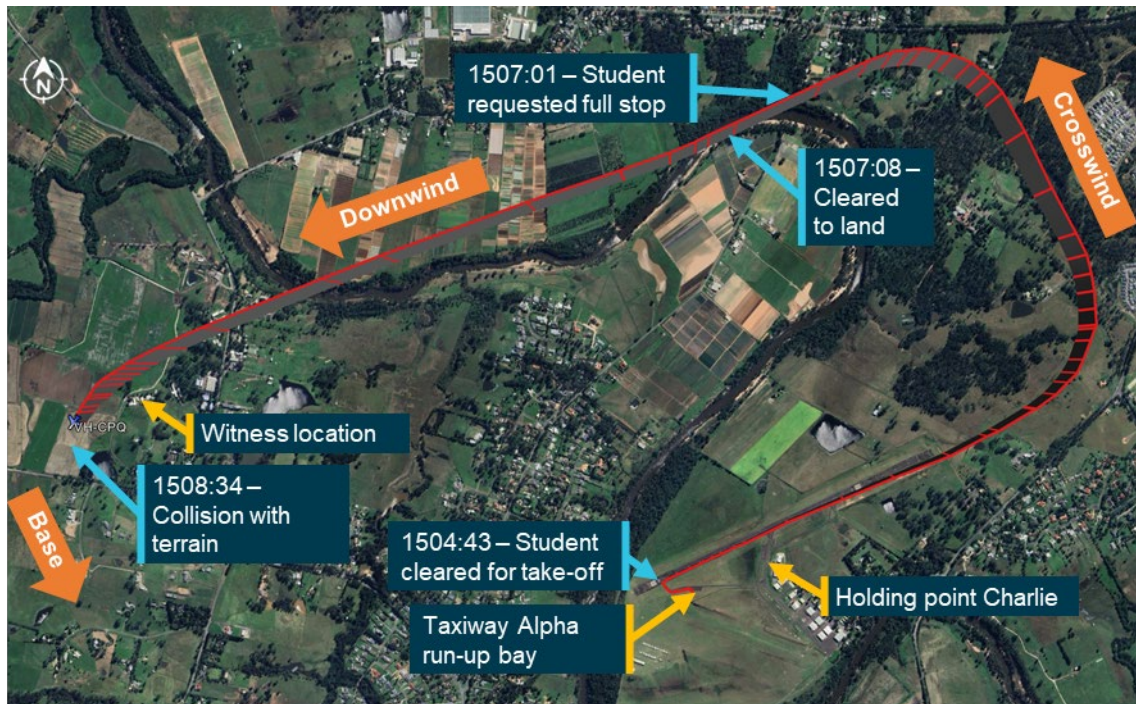 N
1507:01 – Student
requested full stop
Crosswind
1507:08 –
Cleared
to land
Downwind
Witness location
VH-CPQ
1508:34 –
Collision with
terrain
Base
1504:43 – Student
cleared for take-off
Holding point Charlie
Taxiway Alpha
run-up bay